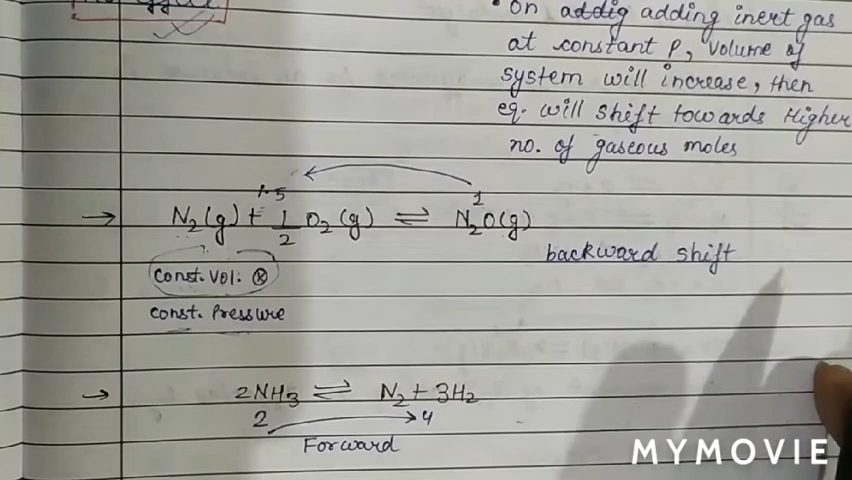 • On addig adding inert gas
at constant P, Volume of
system will increase, then
eq. will shift towards Higher
no. of gaseous moles
1.5
1
→ N₂(g) + 1/2 O₂(g) ⇌ N₂O(g)
backward shift
Const. Vol. ⊗
Const. Pressure
→ 2NH₃ ⇌ N₂ + 3H₂
2 → 4
Forward
MYMOVIE